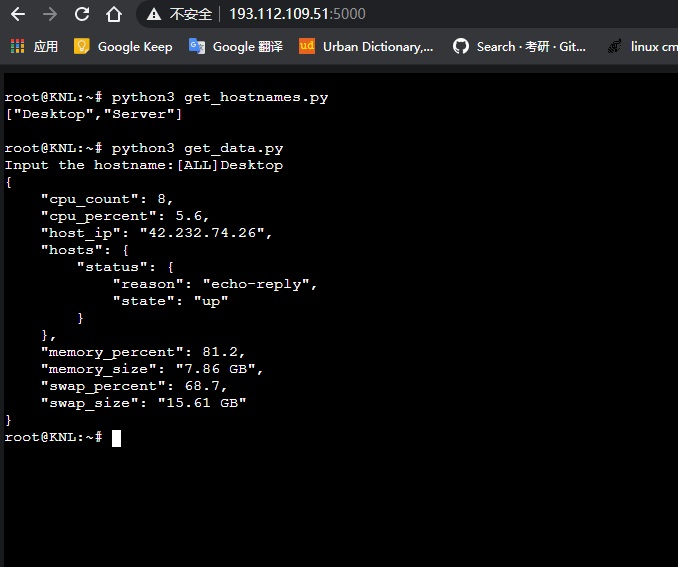 不安全 193.112.109.51:5000
应用 Google Keep Google 翻译 ud Urban Dictionary,... Search · 考研 · Git... linux cm
root@KNL:~# python3 get_hostnames.py
["Desktop","Server"]
root@KNL:~# python3 get_data.py
Input the hostname:[ALL]Desktop
{
    "cpu_count": 8,
    "cpu_percent": 5.6,
    "host_ip": "42.232.74.26",
    "hosts": {
        "status": {
            "reason": "echo-reply",
            "state": "up"
        }
    },
    "memory_percent": 81.2,
    "memory_size": "7.86 GB",
    "swap_percent": 68.7,
    "swap_size": "15.61 GB"
}
root@KNL:~#